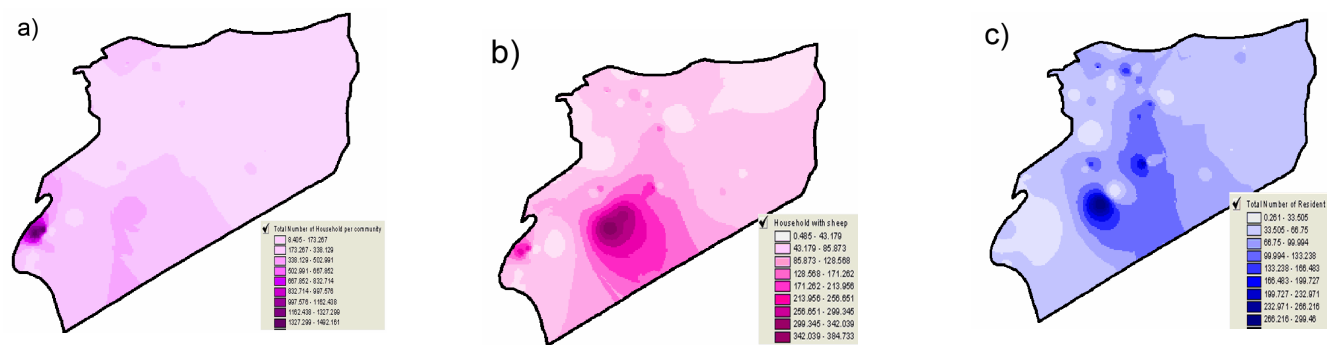 a)
Total Number of Household per community
8.405 - 173.267
173.267 - 338.129
338.129 - 502.991
502.991 - 667.852
667.852 - 832.714
832.714 - 997.576
997.576 - 1162.438
1162.438 - 1327.299
1327.299 - 1492.161
b)
Household with sheep
0.485 - 43.179
43.179 - 85.873
85.873 - 128.568
128.568 - 171.262
171.262 - 213.956
213.956 - 256.651
256.651 - 299.345
299.345 - 342.039
342.039 - 384.733
c)
Total Number of Resident
0.261 - 33.505
33.505 - 66.75
66.75 - 99.994
99.994 - 133.238
133.238 - 166.483
166.483 - 199.727
199.727 - 232.971
232.971 - 266.216
266.216 - 299.46